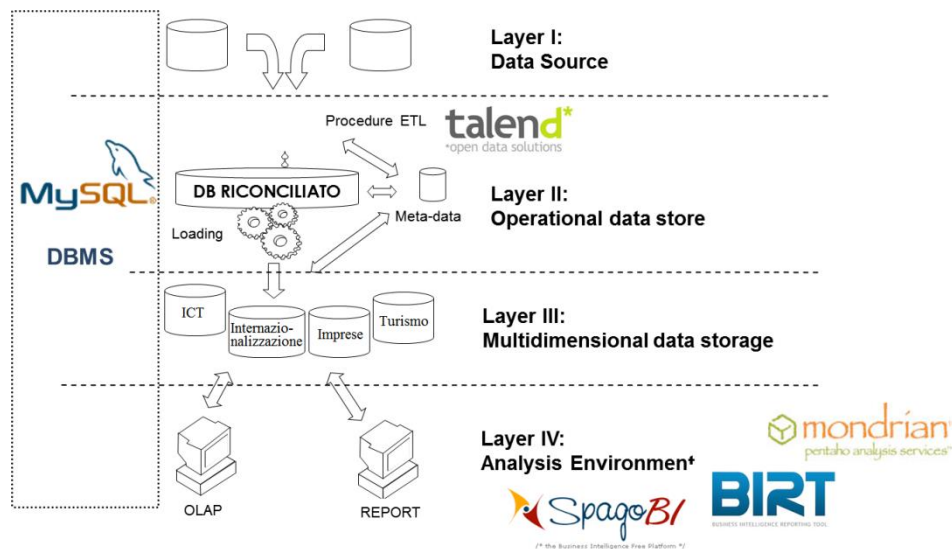 Layer I:
Data Source
Procedure ETL
talend*
*open data solutions
MySQL®
DBMS
DB RICONCILIATO
Meta-data
Loading
Layer II:
Operational data store
ICT
Internazio-
nalizzazione
Imprese
Turismo
Layer III:
Multidimensional data storage
Layer IV:
Analysis Environment
mondrian
pentaho analysis services™
BIRT
BUSINESS INTELLIGENCE REPORTING TOOL
SpagoBI
/* the Business Intelligence Free Platform */
OLAP
REPORT